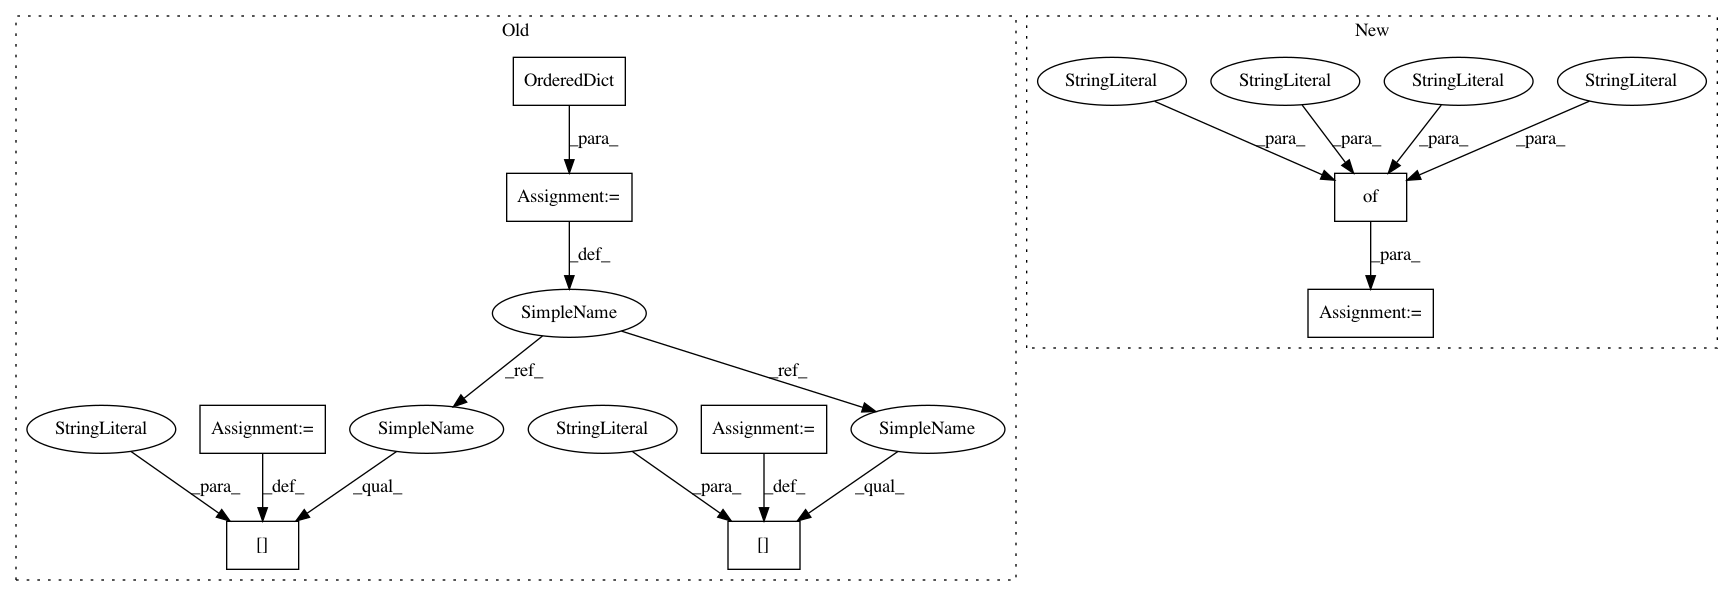 Old
New
OrderedDict
StringLiteral
StringLiteral
StringLiteral
StringLiteral
_para_
_para_
_para_
_para_
_para_
Assignment:=
of
_def_
_para_
SimpleName
Assignment:=
_ref_
_ref_
StringLiteral
Assignment:=
SimpleName
StringLiteral
Assignment:=
SimpleName
_para_
_def_
_qual_
_para_
_def_
_qual_
[]
[]